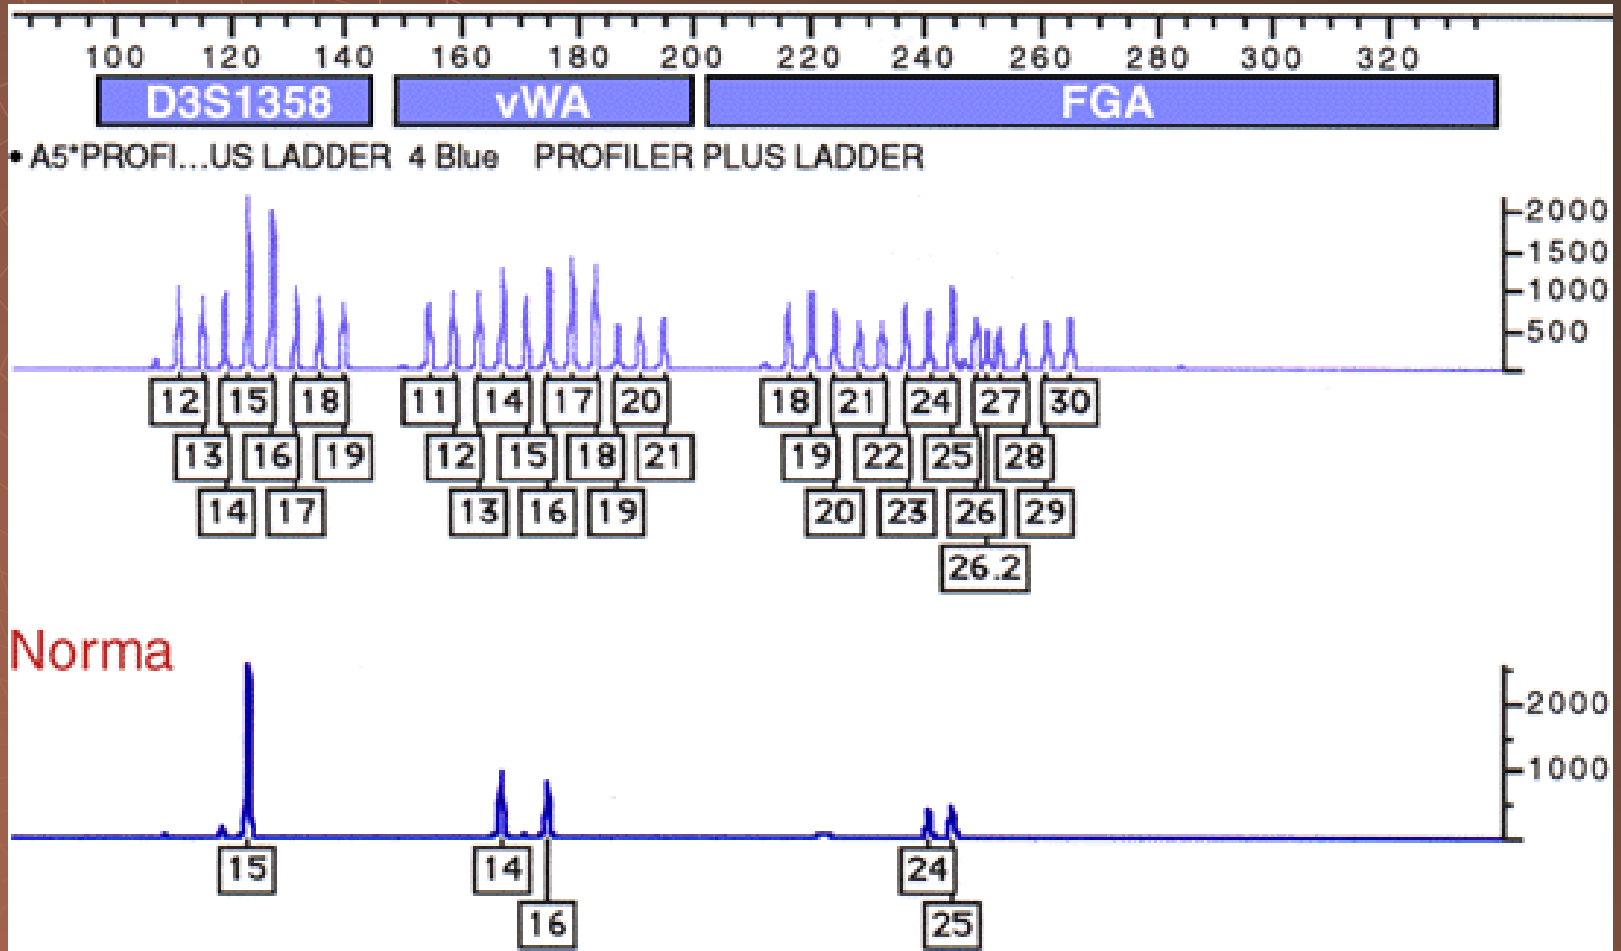 100 120 140 160 180 200 220 240 260 280 300 320
D3S1358 vWA FGA
• A5*PROFI...US LADDER 4 Blue PROFILER PLUS LADDER
2000
1500
1000
500
12 15 18 11 14 17 20 18 21 24 27 30
13 16 19 12 15 18 21 19 22 25 28
14 17 13 16 19 20 23 26 29
26.2
Norma
2000
1000
15 14 24
16 25